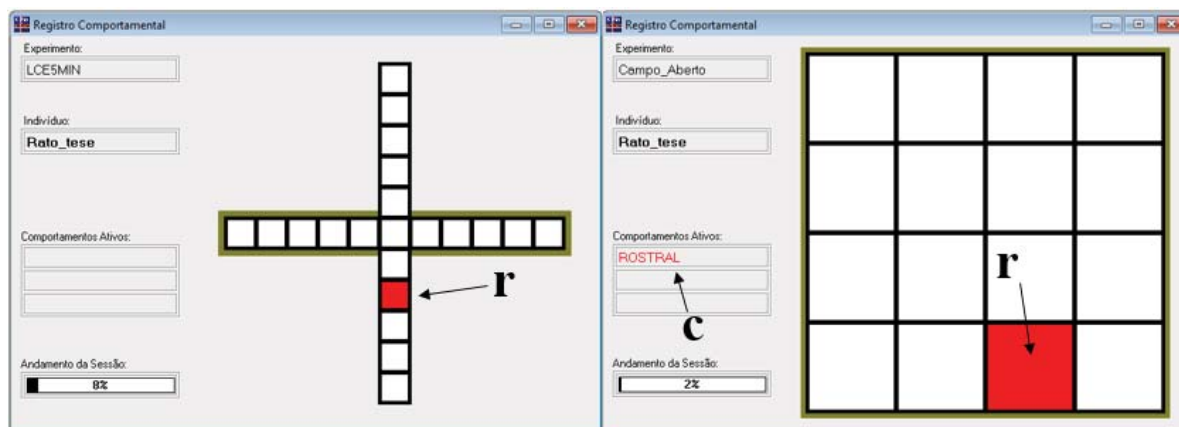 Registro Comportamental
Experimento:
LCE5MIN
Indivíduo:
Rato_tese
Comportamentos Ativos:
Andamento da Sessão:
8%
r
Registro Comportamental
Experimento:
Campo_Aberto
Indivíduo:
Rato_tese
Comportamentos Ativos:
ROSTRAL
c
Andamento da Sessão:
2%
r